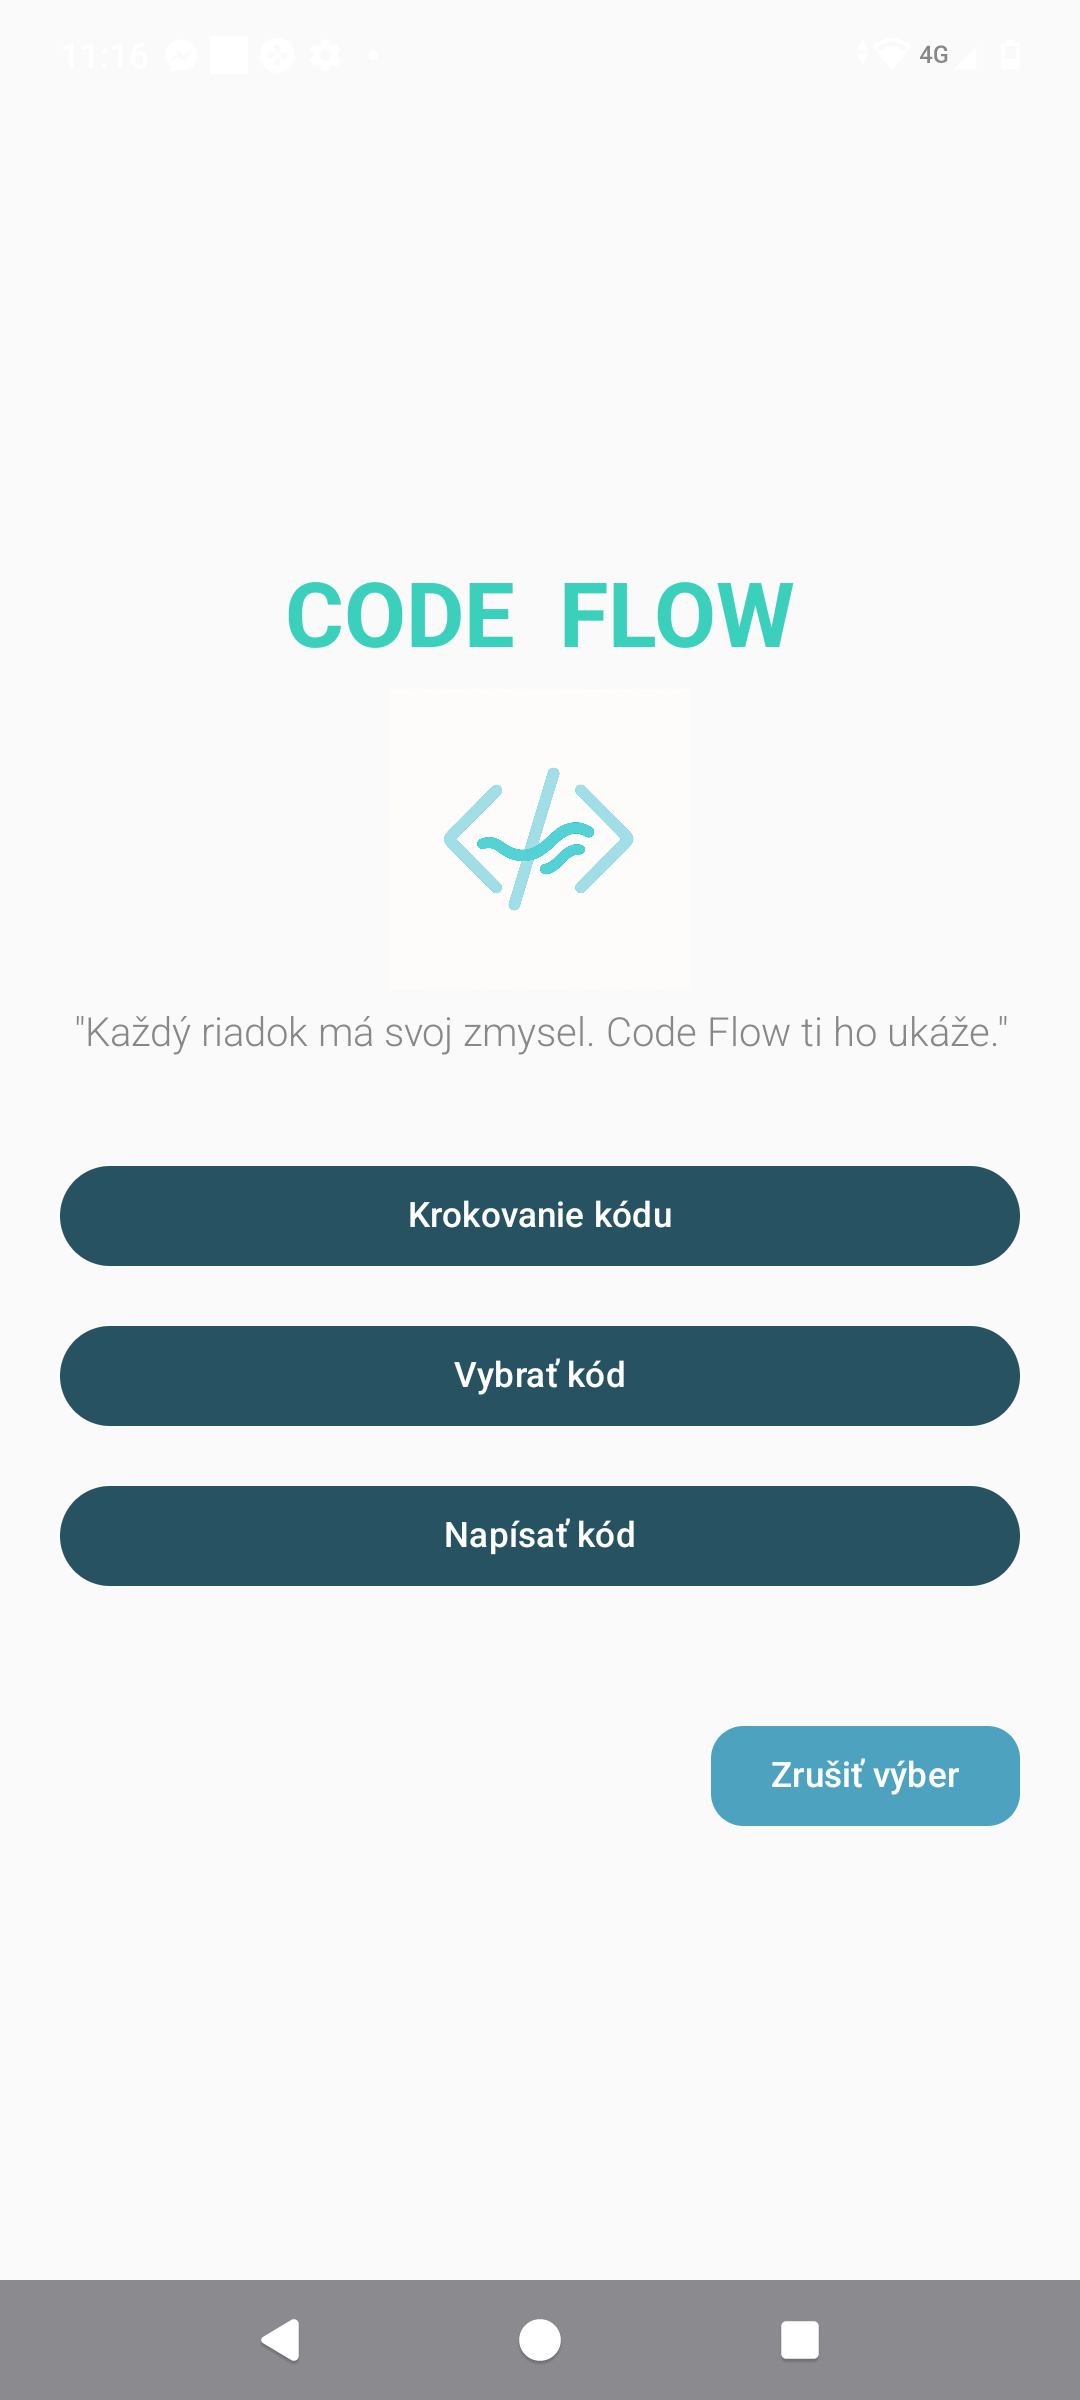 11:16 4G
CODE FLOW
"Každý riadok má svoj zmysel. Code Flow ti ho ukáže."
Krokovanie kódu
Vybrať kód
Napísať kód
Zrušiť výber